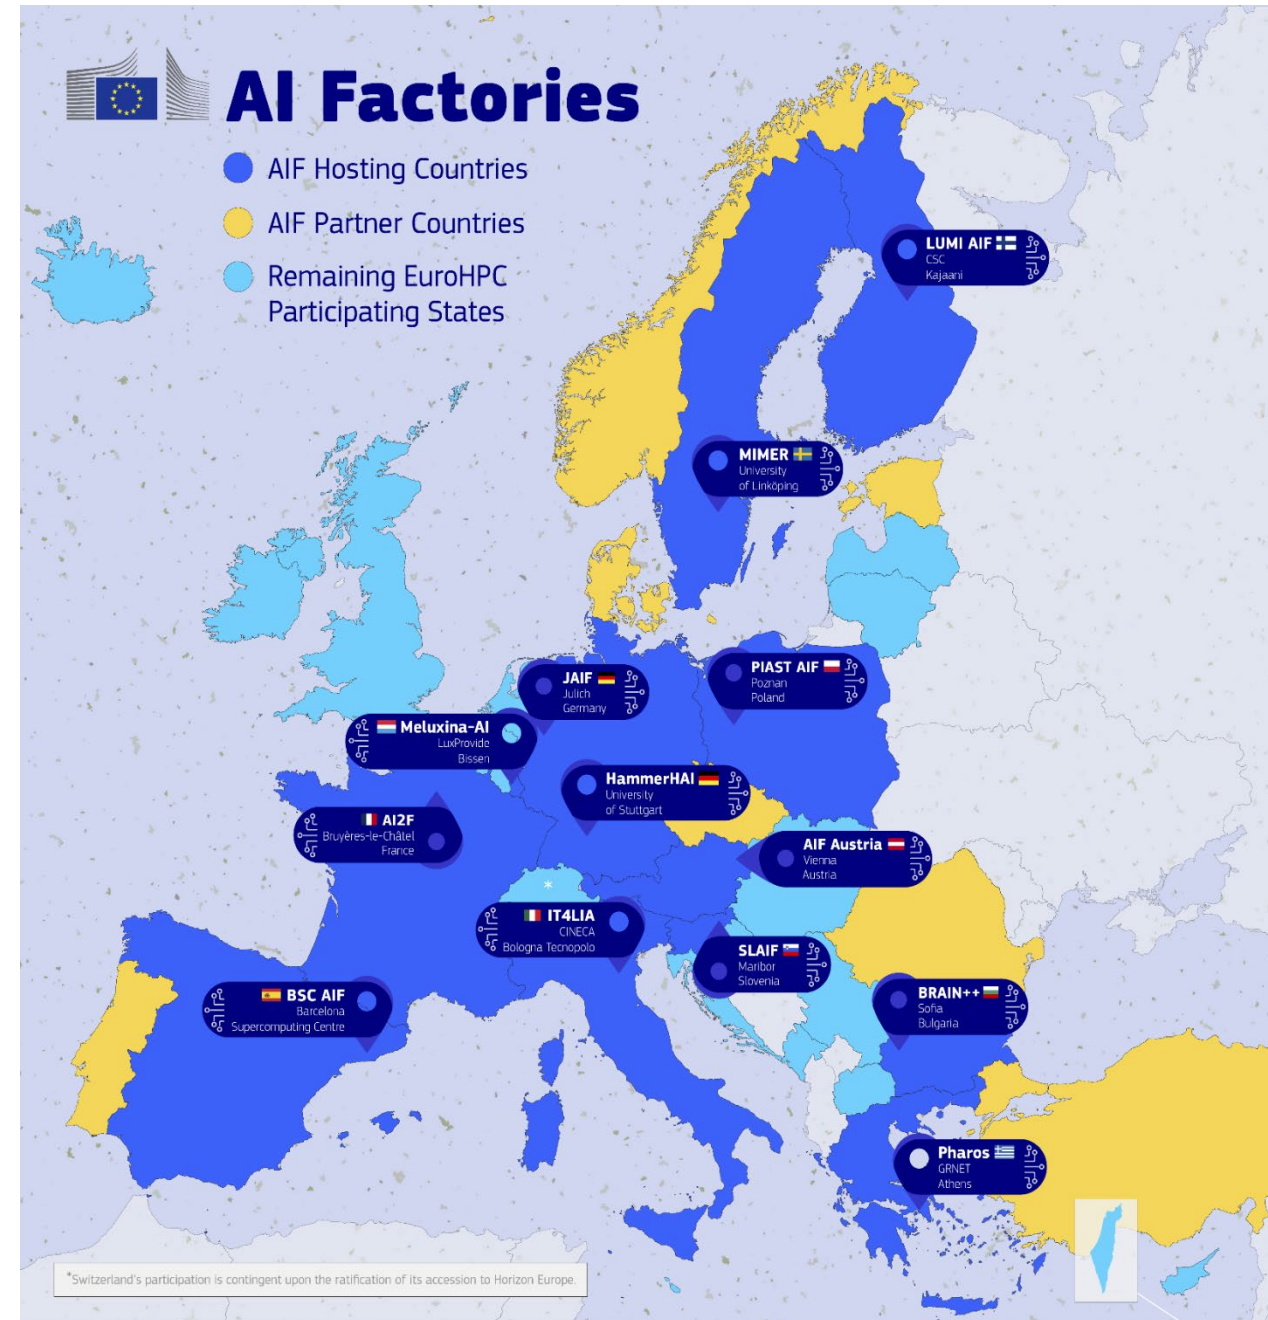 AI Factories
AIF Hosting Countries
AIF Partner Countries
Remaining EuroHPC
Participating States
LUMI AIF
CSC
Kajaani
MIMER
University
of Linköping
JAIF
Julich
Germany
PIAST AIF
Poznan
Poland
Meluxina-AI
LuxProvide
Bissen
HammerHAI
University
of Stuttgart
AI2F
Bruyères-le-Châtel
France
AIF Austria
Vienna
Austria
*
IT4LIA
CINECA
Bologna Tecnopolo
SLAIF
Maribor
Slovenia
BSC AIF
Barcelona
Supercomputing Centre
BRAIN++
Sofia
Bulgaria
Pharos
GRNET
Athens
*Switzerland's participation is contingent upon the ratification of its accession to Horizon Europe.